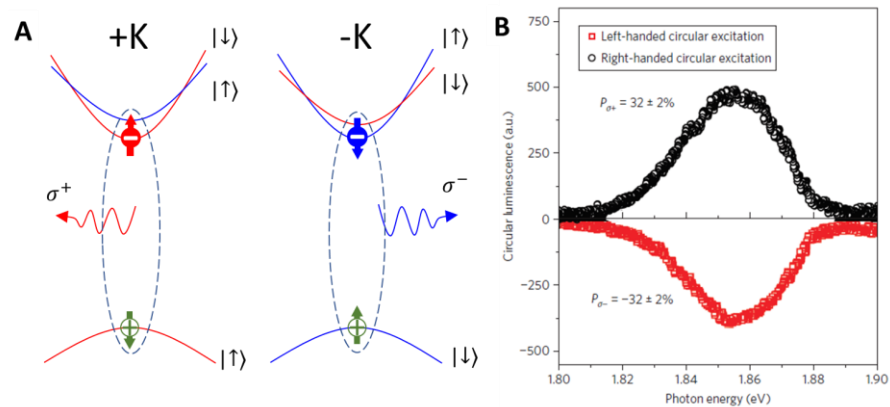 A
+K
|↓⟩
|↑⟩
σ⁺
|↑⟩
-K
|↑⟩
|↓⟩
σ⁻
|↓⟩
B
Left-handed circular excitation
Right-handed circular excitation
Pσ+ = 32 ± 2%
Pσ− = −32 ± 2%
Circular luminescence (a.u.)
750
500
250
0
−250
−500
1.80 1.82 1.84 1.86 1.88 1.90
Photon energy (eV)